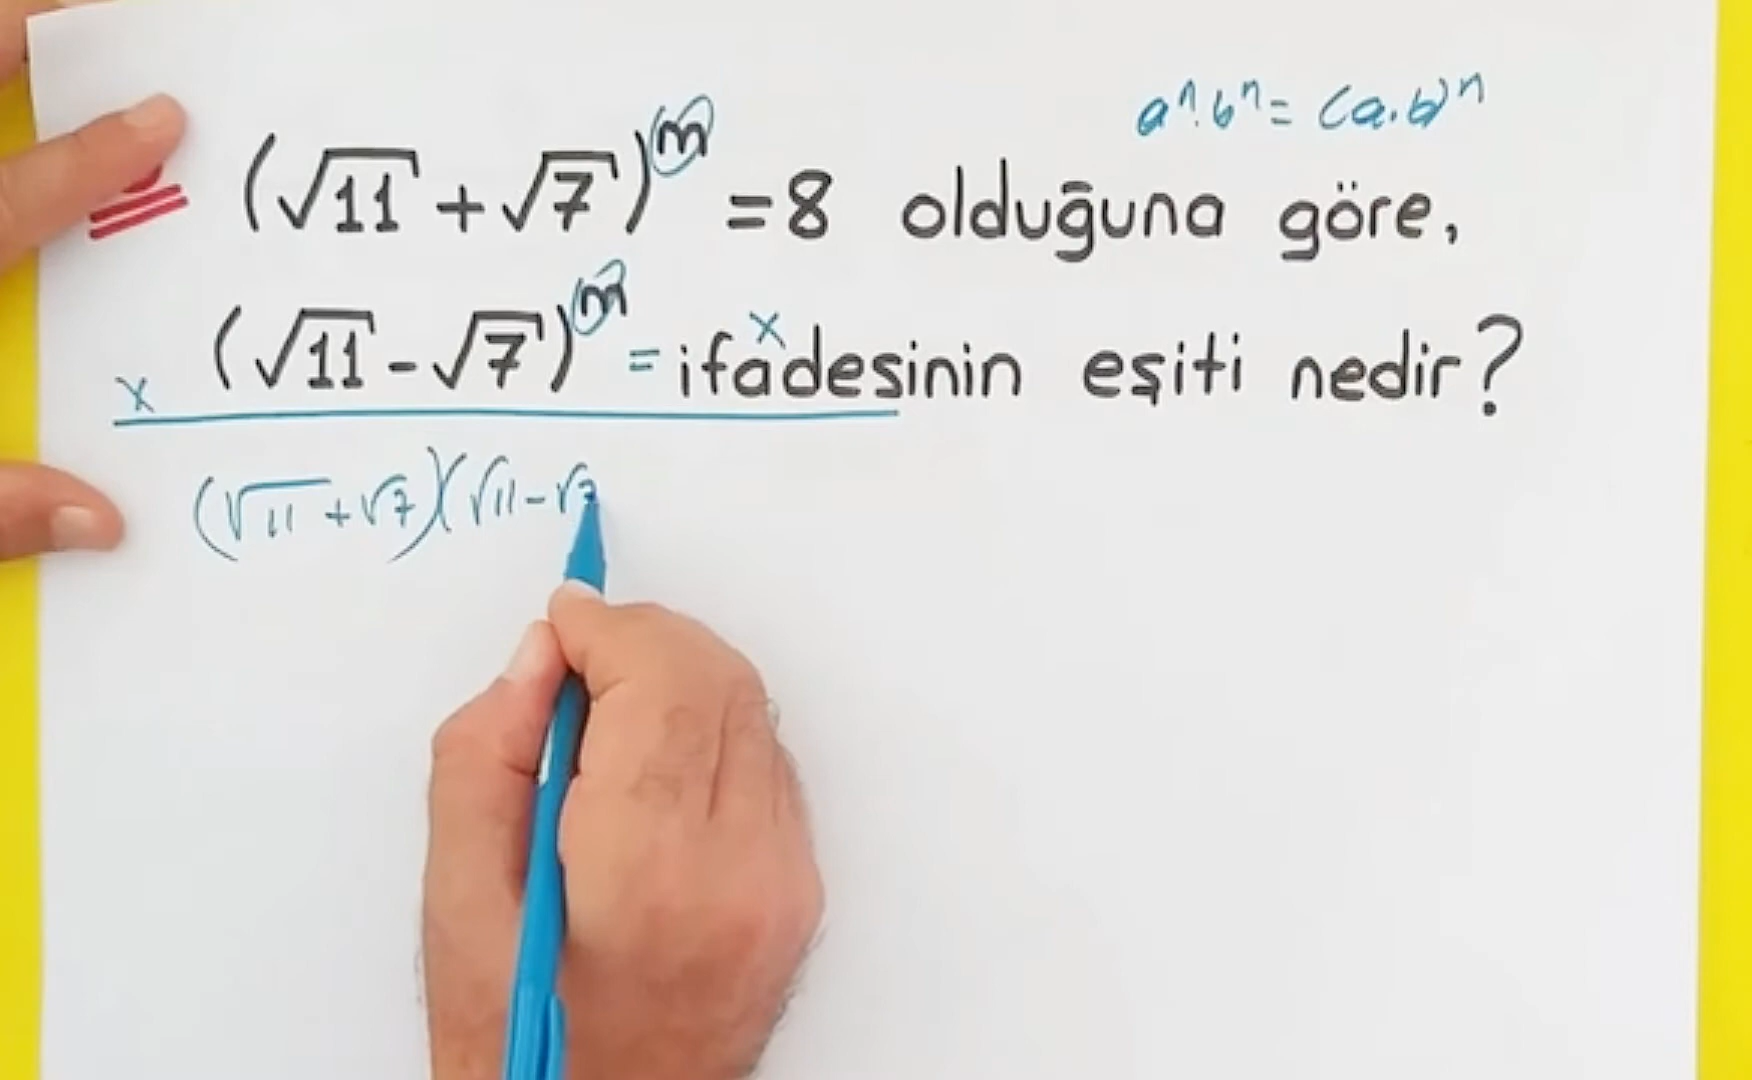 aⁿ.bⁿ= (a.b)ⁿ
(√11+√7)ᵐ =8 olduğuna göre,
(√11-√7)ᵐ = ifadesinin eşiti nedir?
x
x
(√11+√7)(√11-√7